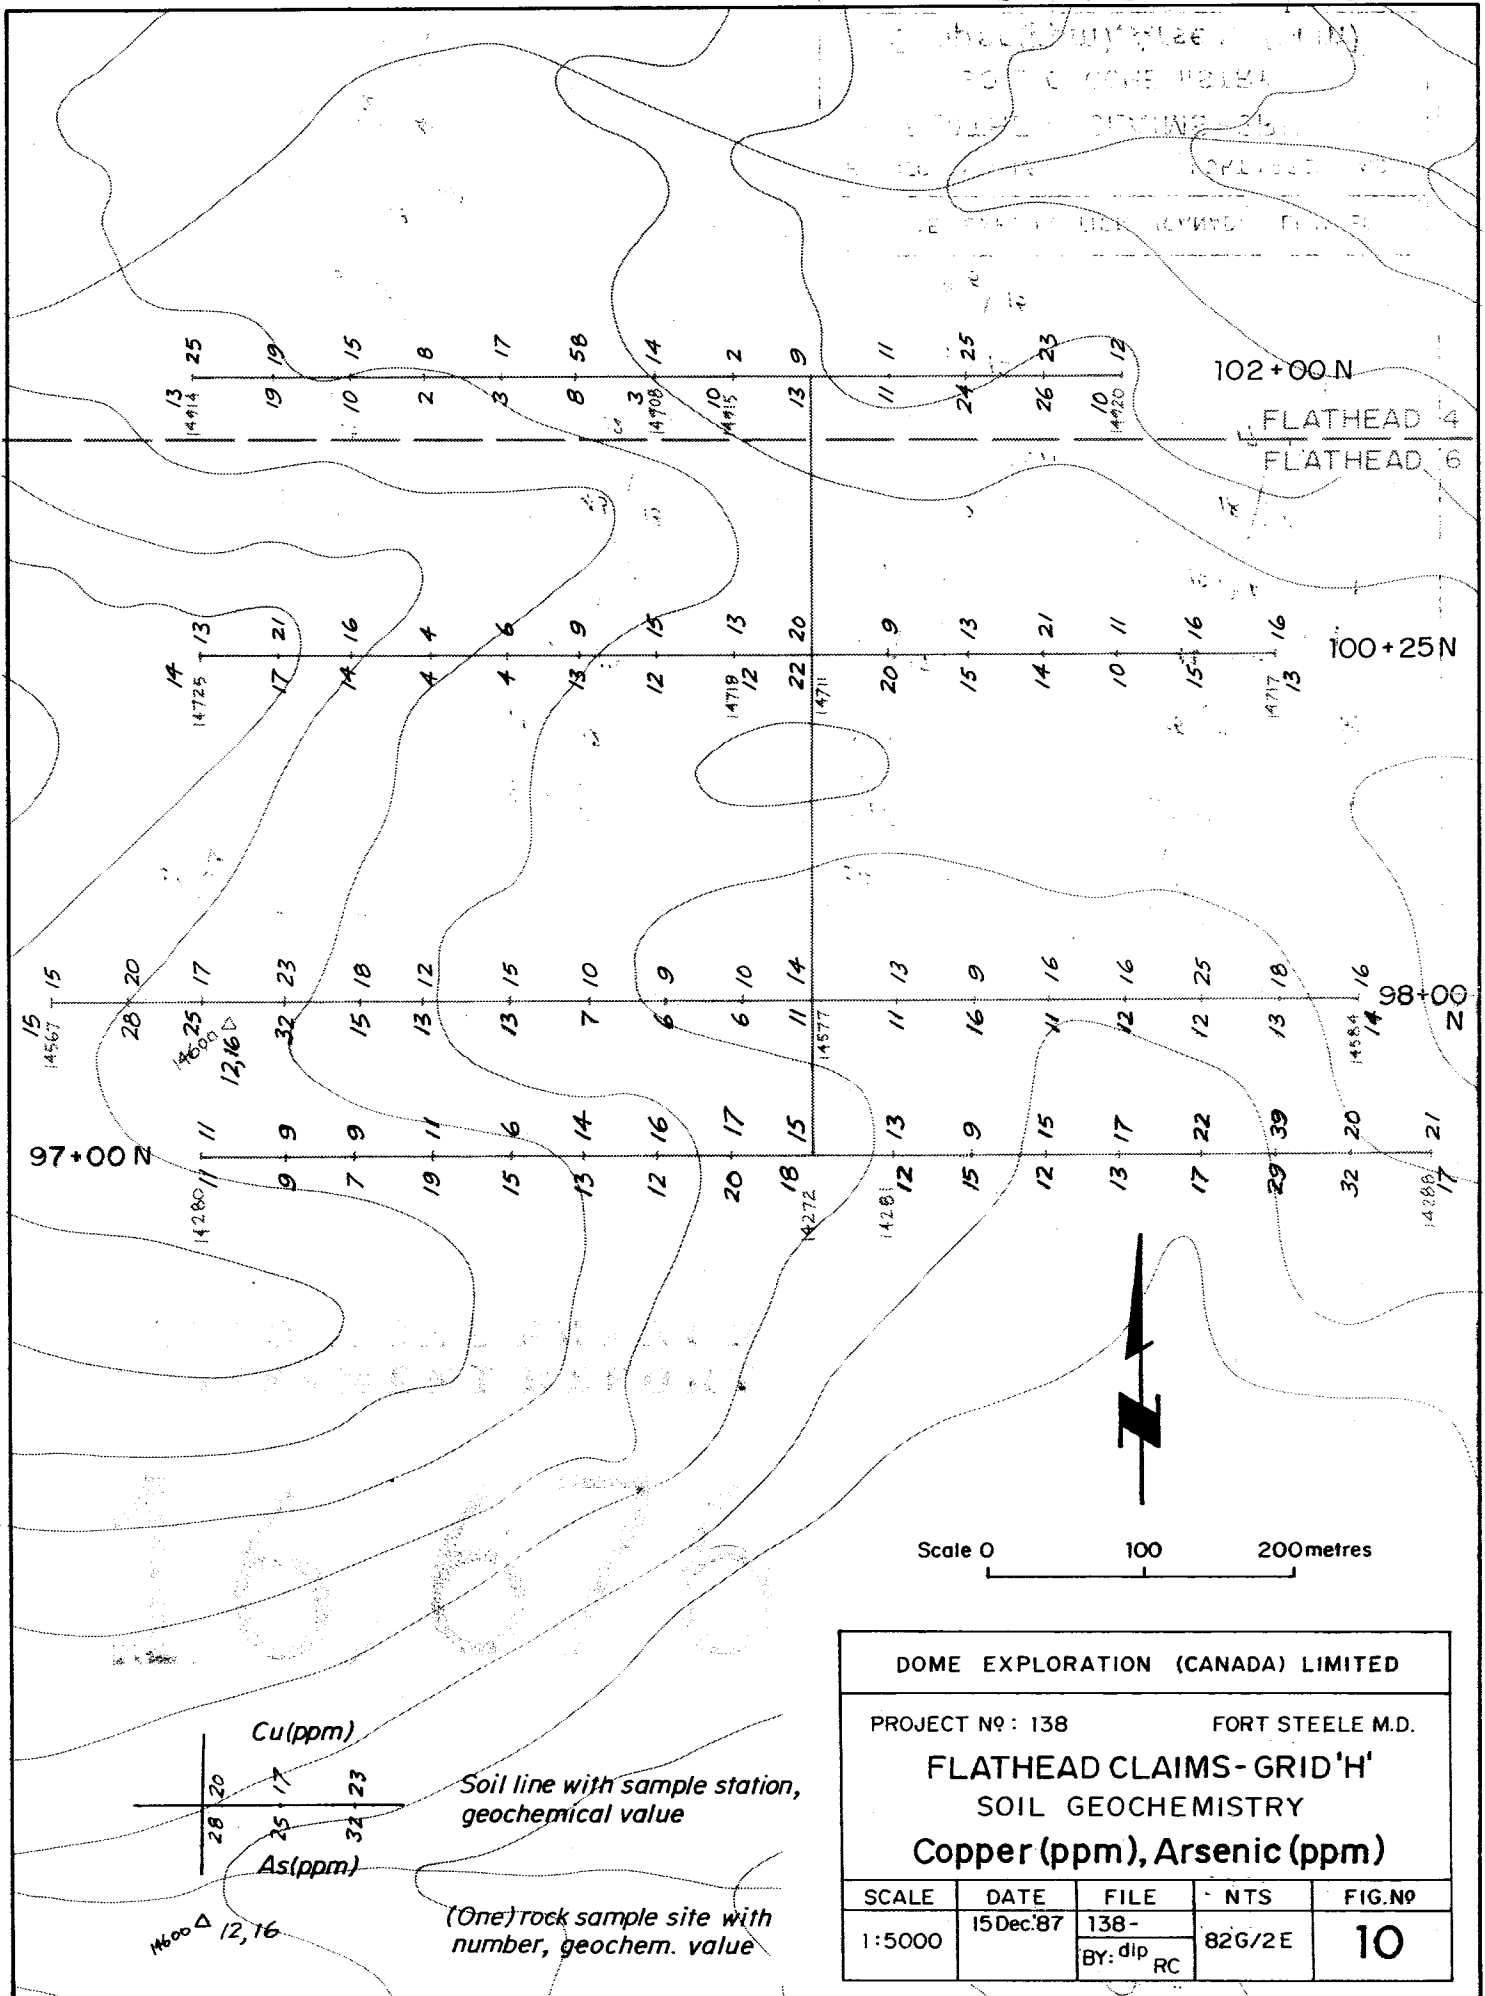 25 19 15 8 17 58 14 2 9 11 25 23 12
102+00 N
13 19 10 2 3 8 3 10 13 11 24 26 10
14914 14908 14915 14920
FLATHEAD 4
FLATHEAD 6
13 21 16 4 6 9 15 13 20 9 13 21 11 16 16
100+25N
14 17 14 4 4 13 12 12 22 20 15 14 10 15 13
14725 14718 14711 14717
15 20 17 23 18 12 15 10 9 10 14 13 9 16 16 25 18 16
98+00
N
15 28 25 32 15 13 13 7 6 6 11 11 16 11 12 12 13 14
14567 14577 14584
14600
12,16
11 9 9 11 6 14 16 17 15 13 9 15 17 22 39 20 21
97+00 N
11 9 7 19 15 13 12 20 18 12 15 12 13 17 29 32 17
14280 14272 14281 14288
N
Scale 0 100 200 metres
DOME EXPLORATION (CANADA) LIMITED
PROJECT Nº: 138 FORT STEELE M.D.
FLATHEAD CLAIMS-GRID 'H'
SOIL GEOCHEMISTRY
Copper (ppm), Arsenic (ppm)
SCALE DATE FILE NTS FIG.Nº
1:5000 15 Dec.'87 138- 82G/2E 10
BY: dip RC
Cu(ppm)
20 17 23
28 25 32
As(ppm)
Soil line with sample station,
geochemical value
14600 12,16
(One) rock sample site with
number, geochem. value